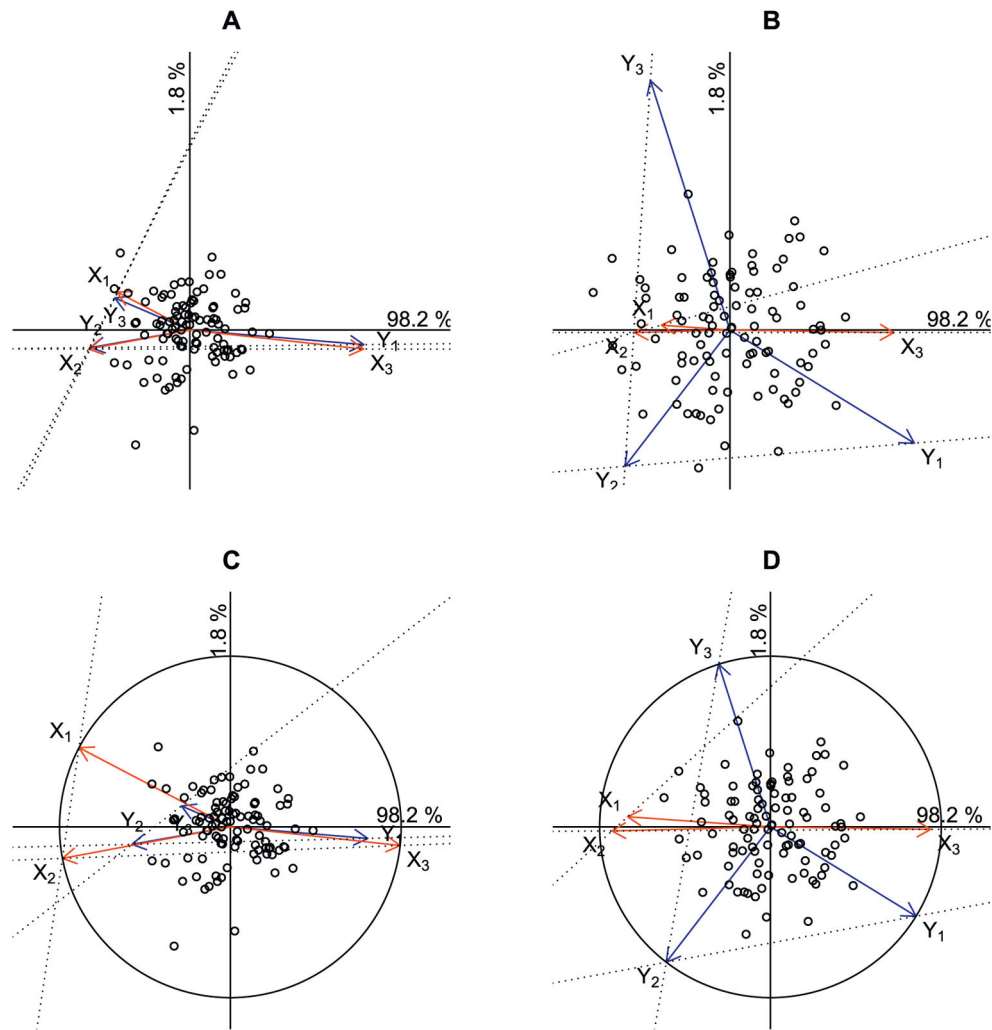 A
B
1.8 %
Y₃
1.8 %
X₁
Y₂
Y₃
98.2 %
Y₁
X₂
X₃
X₁
98.2 %
X₂
X₃
Y₂
Y₁
C
D
1.8 %
Y₃
1.8 %
X₁
98.2 %
Y₂
Y
Y₁
X₂
X₃
X₁
98.2 %
X₂
X₃
Y₂
Y₁